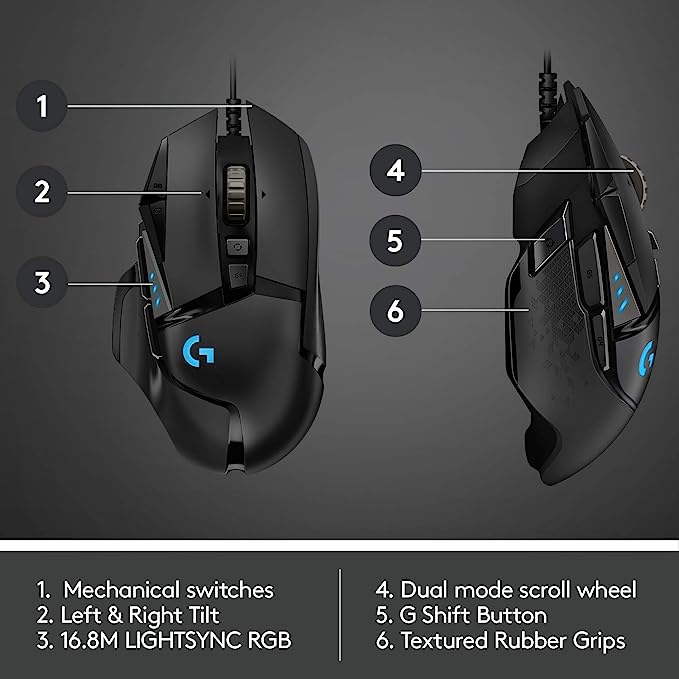 1
2
3
4
5
6
G
1. Mechanical switches
2. Left & Right Tilt
3. 16.8M LIGHTSYNC RGB
4. Dual mode scroll wheel
5. G Shift Button
6. Textured Rubber Grips